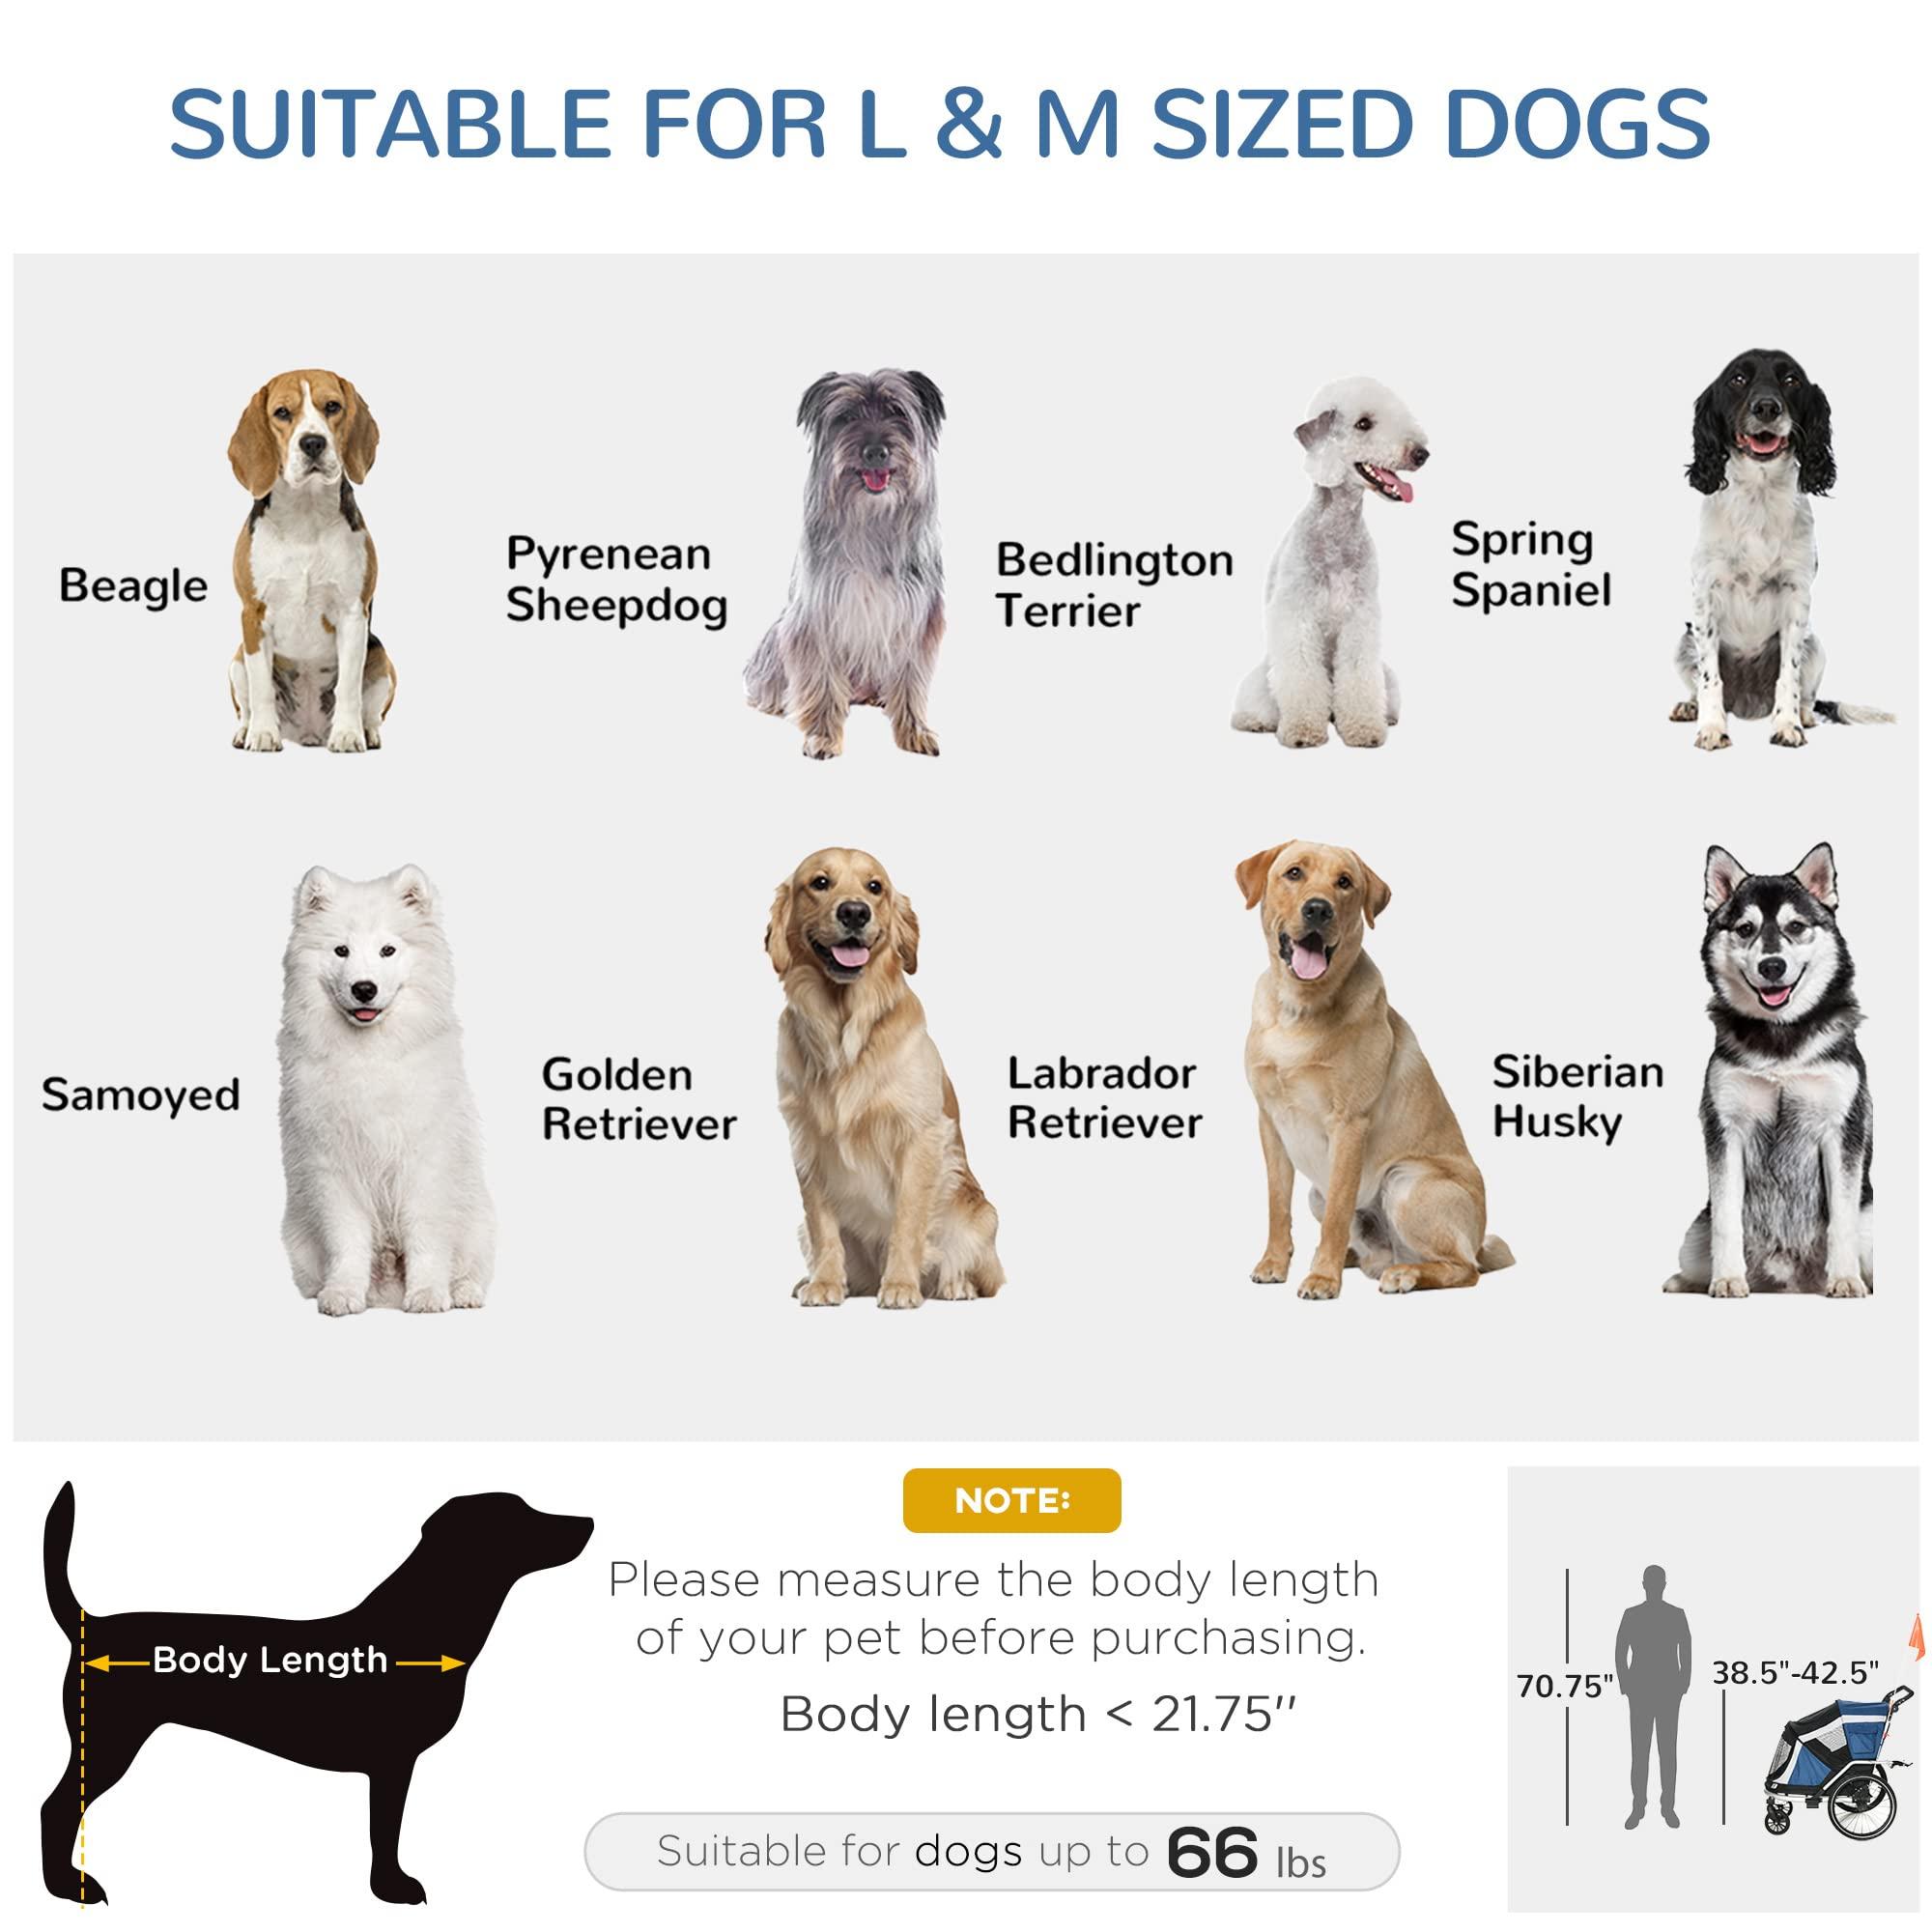 SUITABLE FOR L & M SIZED DOGS
Beagle
Pyrenean
Sheepdog
Bedlington
Terrier
Spring
Spaniel
Samoyed
Golden
Retriever
Labrador
Retriever
Siberian
Husky
Body Length
NOTE:
Please measure the body length
of your pet before purchasing.
Body length < 21.75''
Suitable for dogs up to 66 lbs
70.75"
38.5"-42.5"